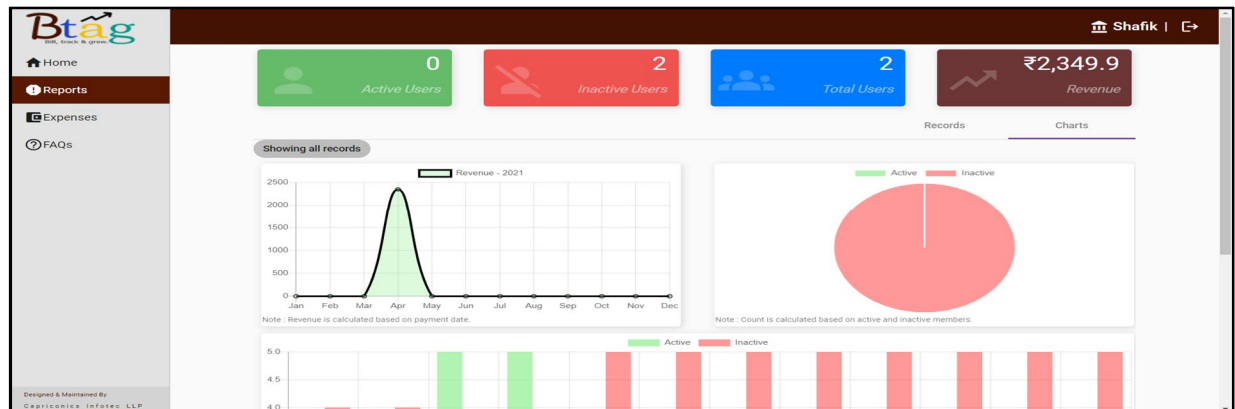 Btag
Bill, track & grow.
Shafik |
Home
Reports
Expenses
FAQs
0
Active Users
2
Inactive Users
2
Total Users
₹2,349.9
Revenue
Records Charts
Showing all records
Revenue - 2021
2500
2000
1500
1000
500
0
Jan Feb Mar Apr May Jun Jul Aug Sep Oct Nov Dec
Note : Revenue is calculated based on payment date.
Active Inactive
Note : Count is calculated based on active and inactive members.
Active Inactive
5.0
4.5
4.0
Designed & Maintained By
Capriconics Infotec LLP